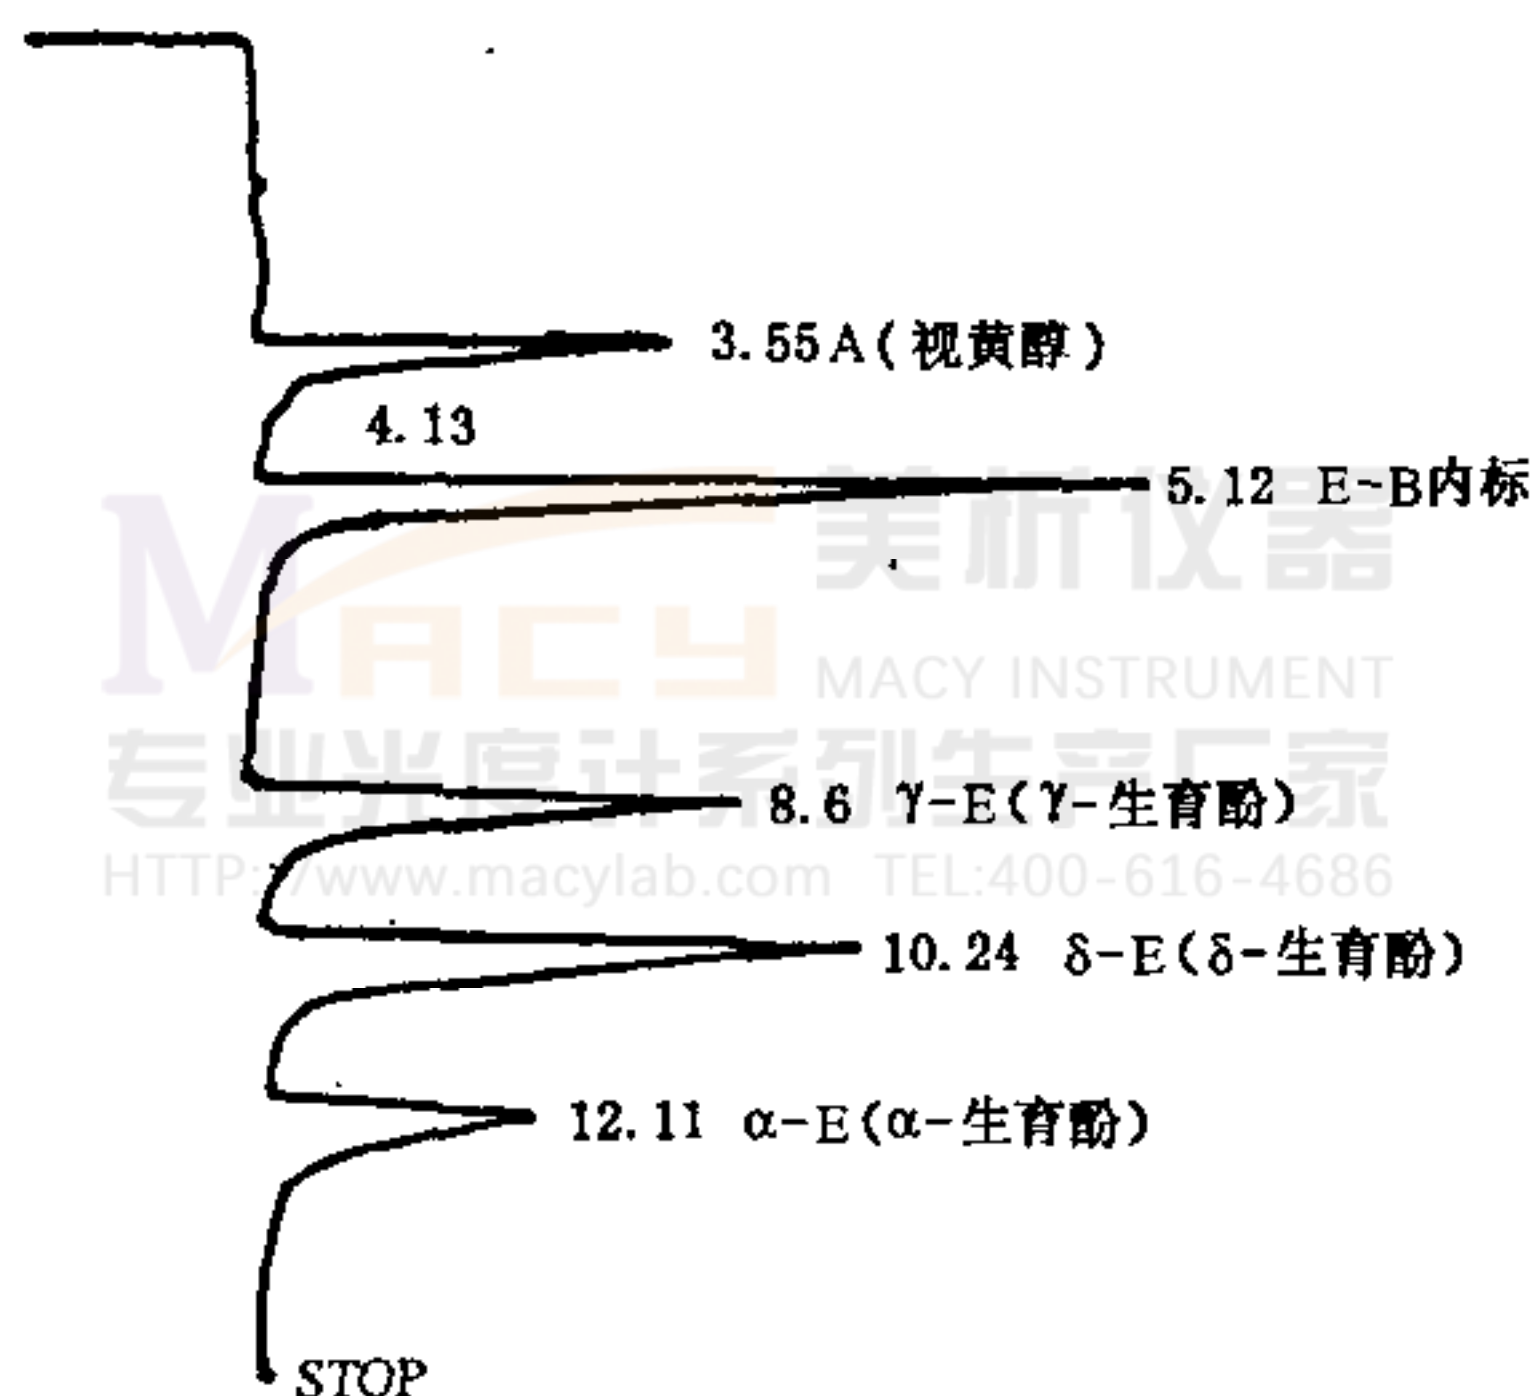 3.55A(视黄醇)
4.13
5.12 E~B内标
美析仪器
MACY
MACY INSTRUMENT
专业光度计系列生产厂家
8.6 γ-E(γ-生育酚)
HTTP://www.macylab.com TEL:400-616-4686
10.24 δ-E(δ-生育酚)
12.11 α-E(α-生育酚)
STOP